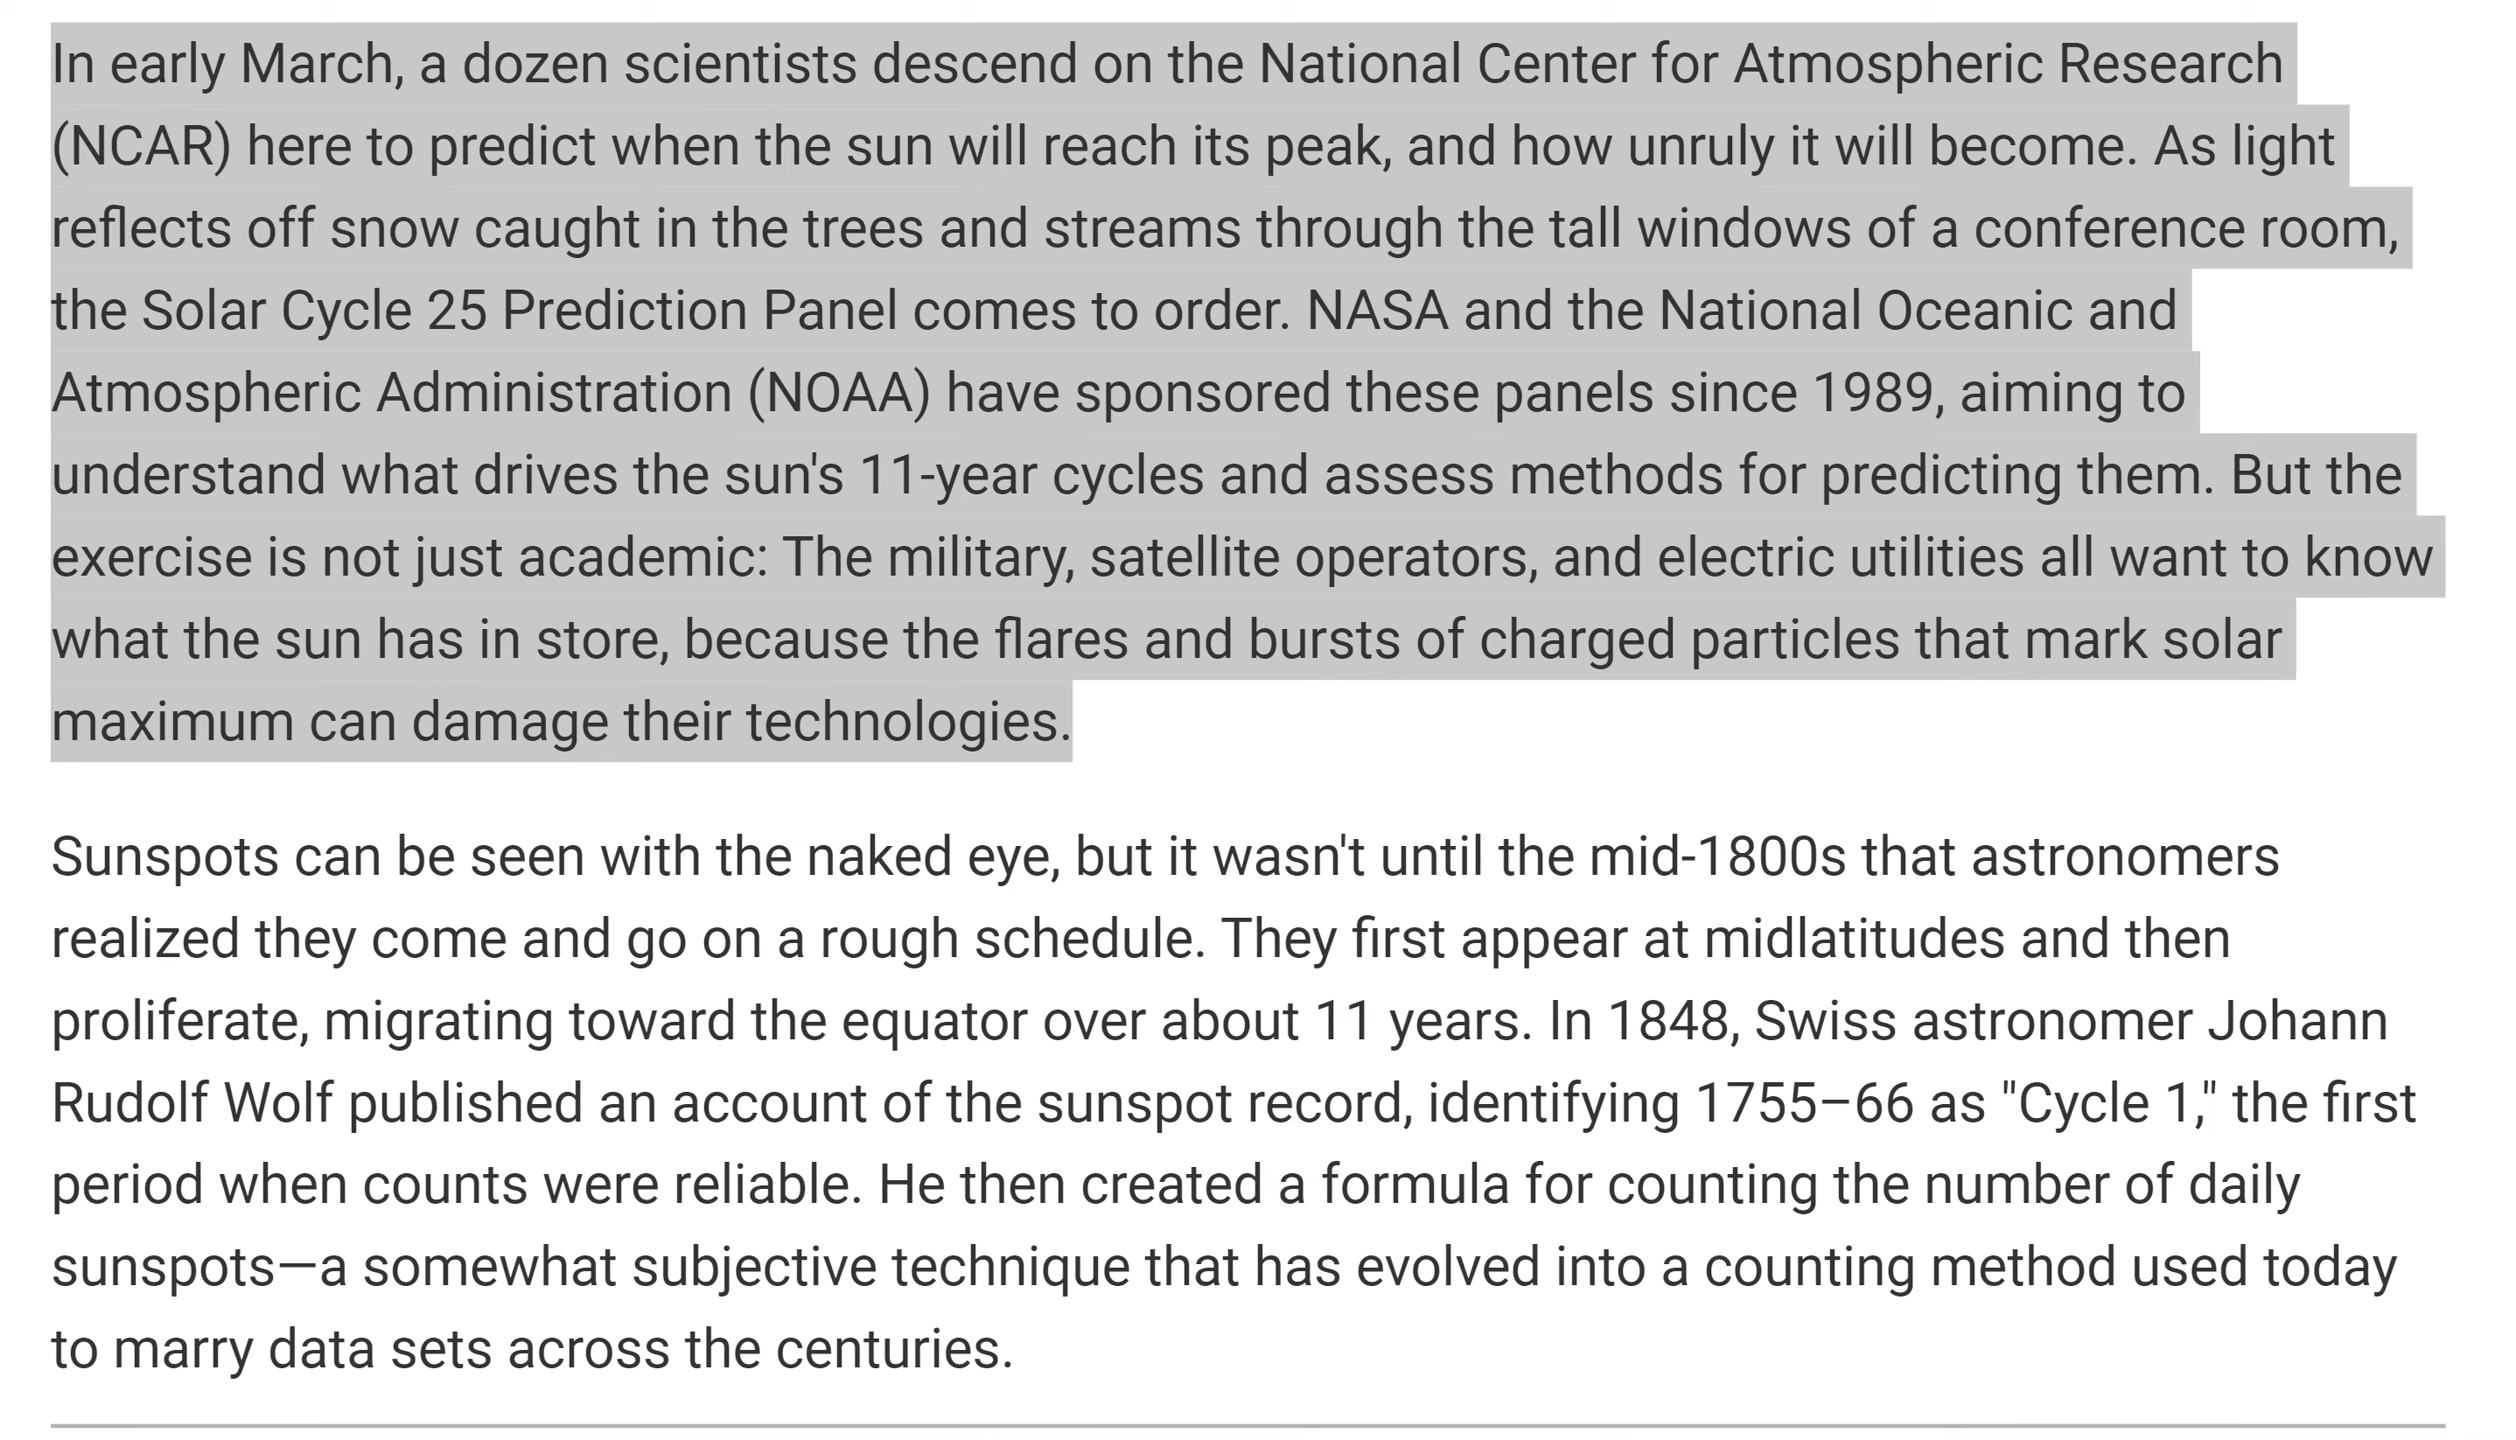 In early March, a dozen scientists descend on the National Center for Atmospheric Research
(NCAR) here to predict when the sun will reach its peak, and how unruly it will become. As light
reflects off snow caught in the trees and streams through the tall windows of a conference room,
the Solar Cycle 25 Prediction Panel comes to order. NASA and the National Oceanic and
Atmospheric Administration (NOAA) have sponsored these panels since 1989, aiming to
understand what drives the sun's 11-year cycles and assess methods for predicting them. But the
exercise is not just academic: The military, satellite operators, and electric utilities all want to know
what the sun has in store, because the flares and bursts of charged particles that mark solar
maximum can damage their technologies.
Sunspots can be seen with the naked eye, but it wasn't until the mid-1800s that astronomers
realized they come and go on a rough schedule. They first appear at midlatitudes and then
proliferate, migrating toward the equator over about 11 years. In 1848, Swiss astronomer Johann
Rudolf Wolf published an account of the sunspot record, identifying 1755–66 as "Cycle 1," the first
period when counts were reliable. He then created a formula for counting the number of daily
sunspots—a somewhat subjective technique that has evolved into a counting method used today
to marry data sets across the centuries.